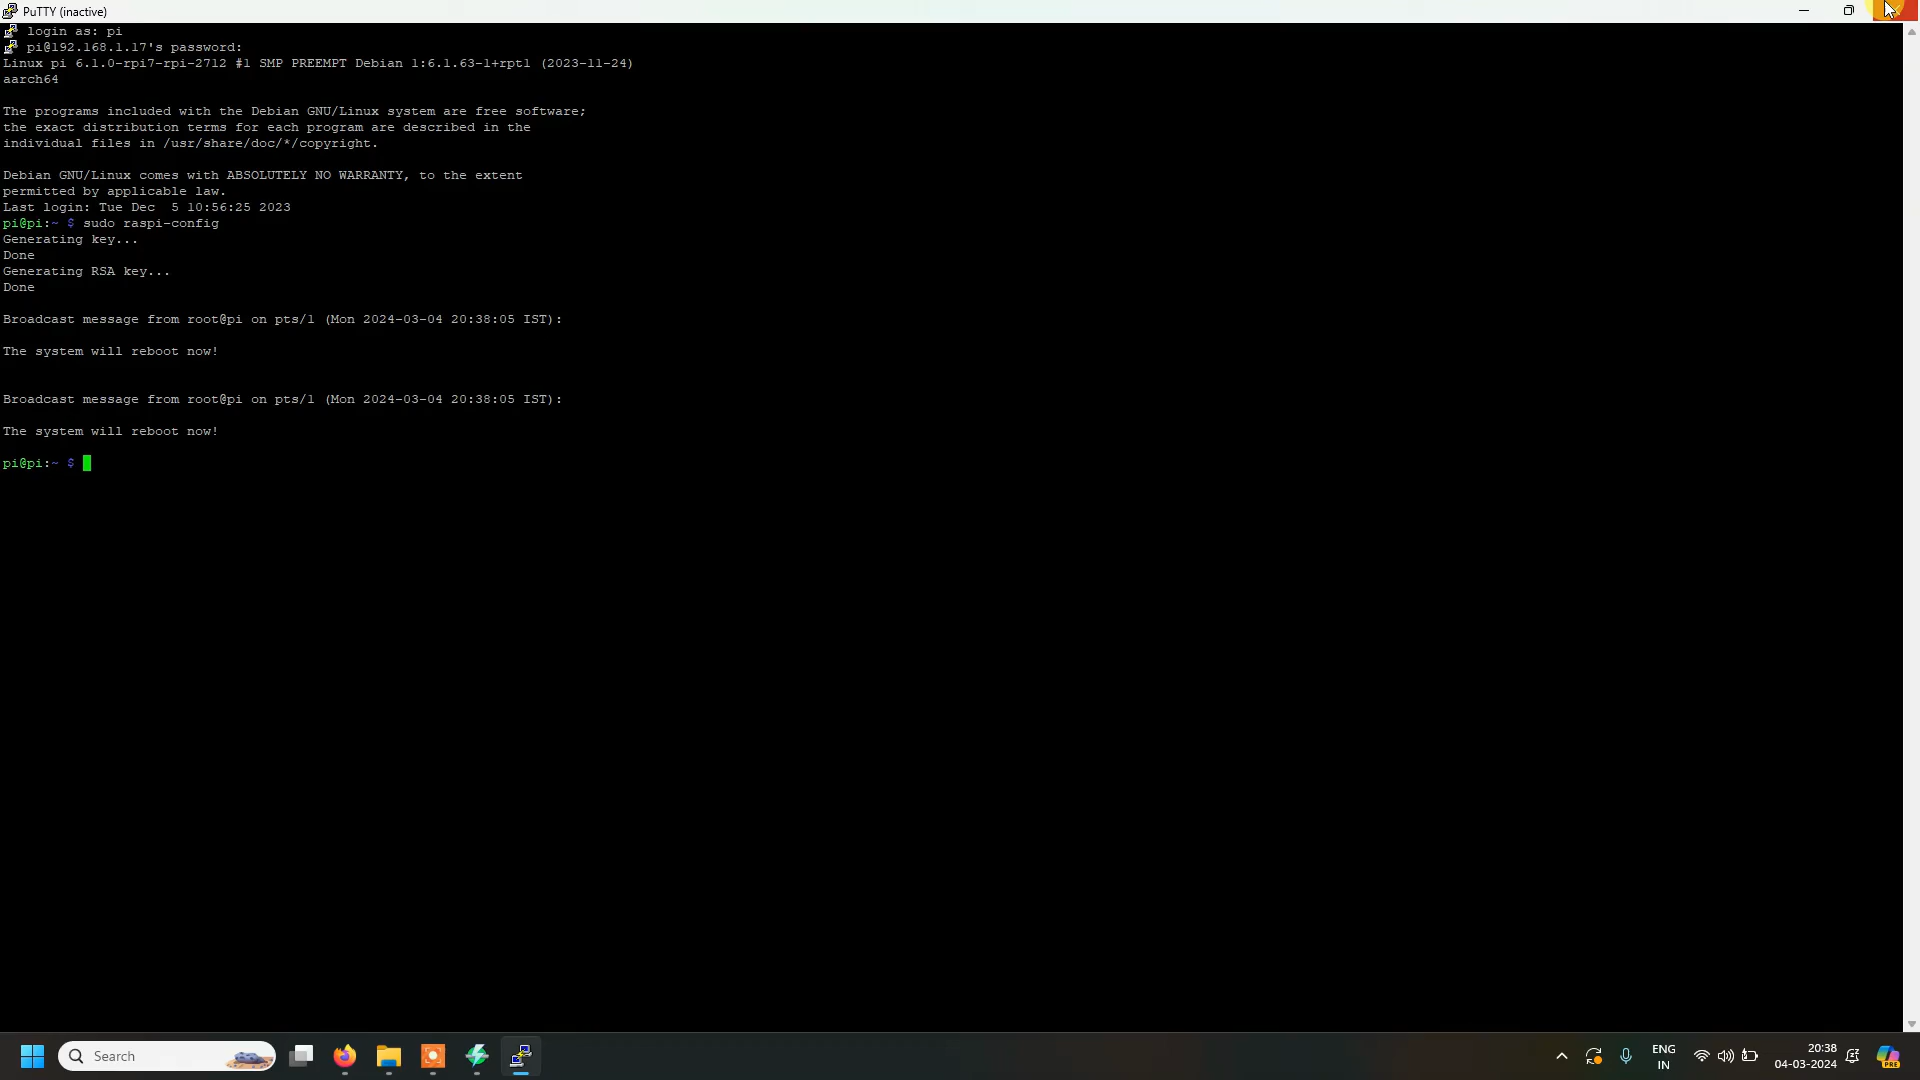 PuTTY (inactive)
login as: pi
pi@192.168.1.17's password:
Linux pi 6.1.0-rpi7-rpi-2712 #1 SMP PREEMPT Debian 1:6.1.63-1+rpt1 (2023-11-24)
aarch64
The programs included with the Debian GNU/Linux system are free software;
the exact distribution terms for each program are described in the
individual files in /usr/share/doc/*/copyright.
Debian GNU/Linux comes with ABSOLUTELY NO WARRANTY, to the extent
permitted by applicable law.
Last login: Tue Dec  5 10:56:25 2023
pi@pi:~ $ sudo raspi-config
Generating key...
Done
Generating RSA key...
Done
Broadcast message from root@pi on pts/1 (Mon 2024-03-04 20:38:05 IST):
The system will reboot now!
Broadcast message from root@pi on pts/1 (Mon 2024-03-04 20:38:05 IST):
The system will reboot now!
pi@pi:~ $
Search
ENG
IN
20:38
04-03-2024
PRE